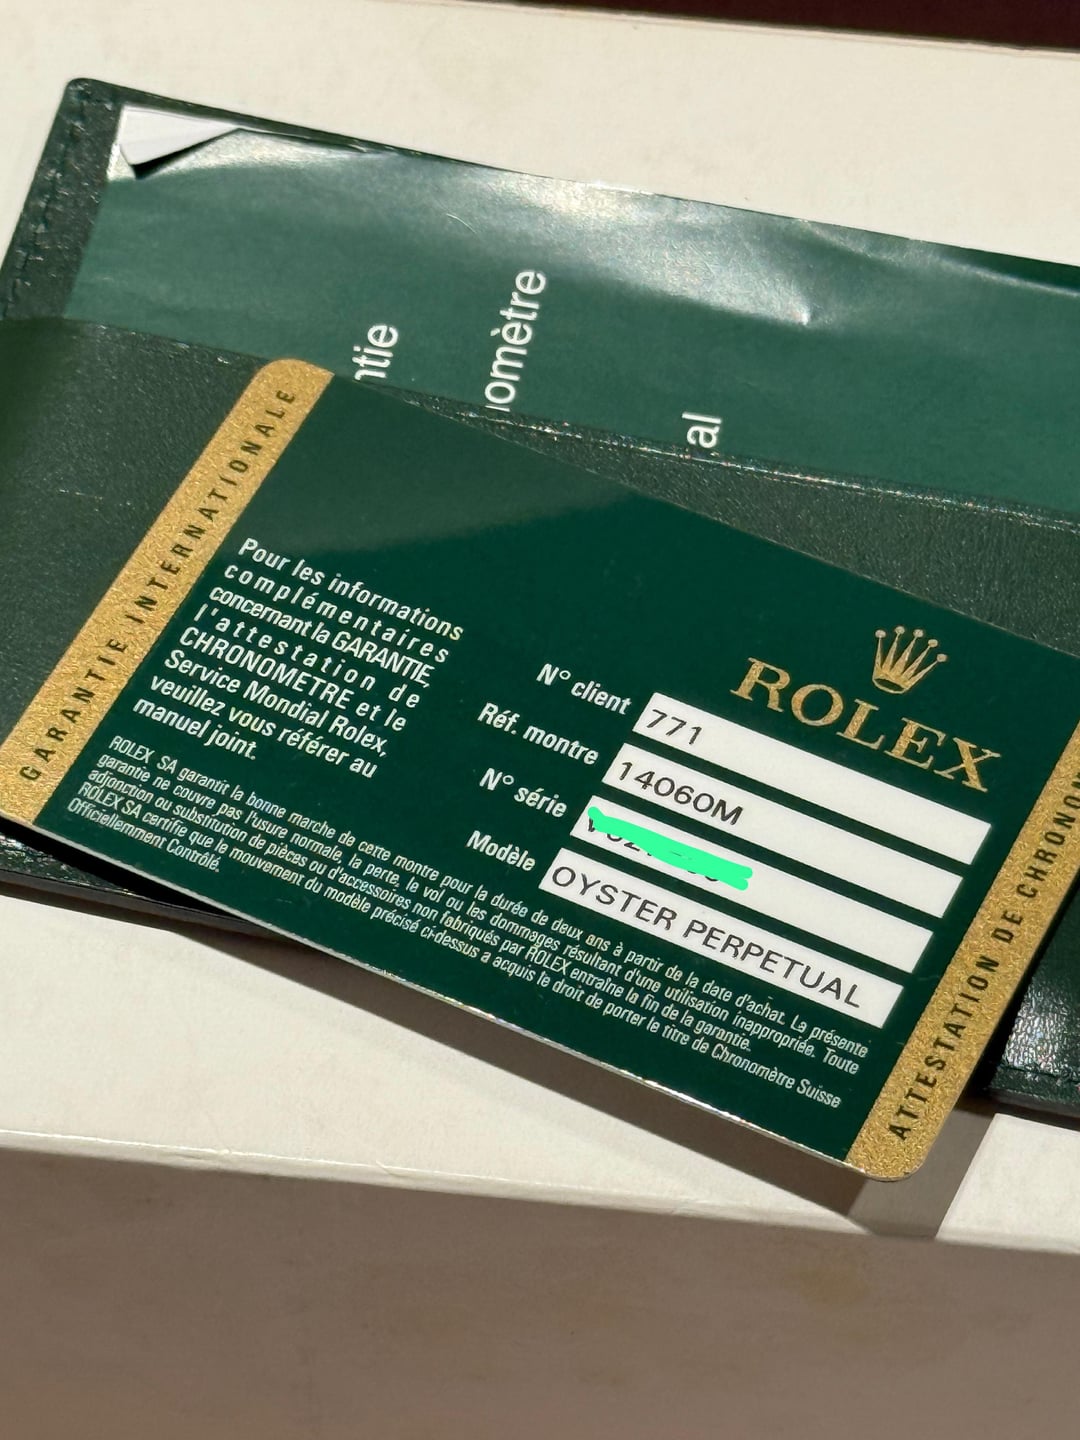 ntie
omètre
al
GARANTIE INTERNATIONALE
Pour les informations
complémentaires
concernant la GARANTIE,
l'attestation de
CHRONOMETRE et le
Service Mondial Rolex,
veuillez vous référer au
manuel joint.
ROLEX
N° client 771
Réf. montre 14060M
N° série
Modèle OYSTER PERPETUAL
ROLEX SA garantit la bonne marche de cette montre pour la durée de deux ans à partir de la date d'achat. La présente
garantie ne couvre pas l'usure normale, la perte, le vol ou les dommages résultant d'une utilisation inappropriée. Toute
adjonction ou substitution de pièces ou d'accessoires non fabriqués par ROLEX entraîne la fin de la garantie.
ROLEX SA certifie que le mouvement du modèle précisé ci-dessus a acquis le droit de porter le titre de Chronomètre Suisse
Officiellement Contrôlé.
ATTESTATION DE CHRONOM